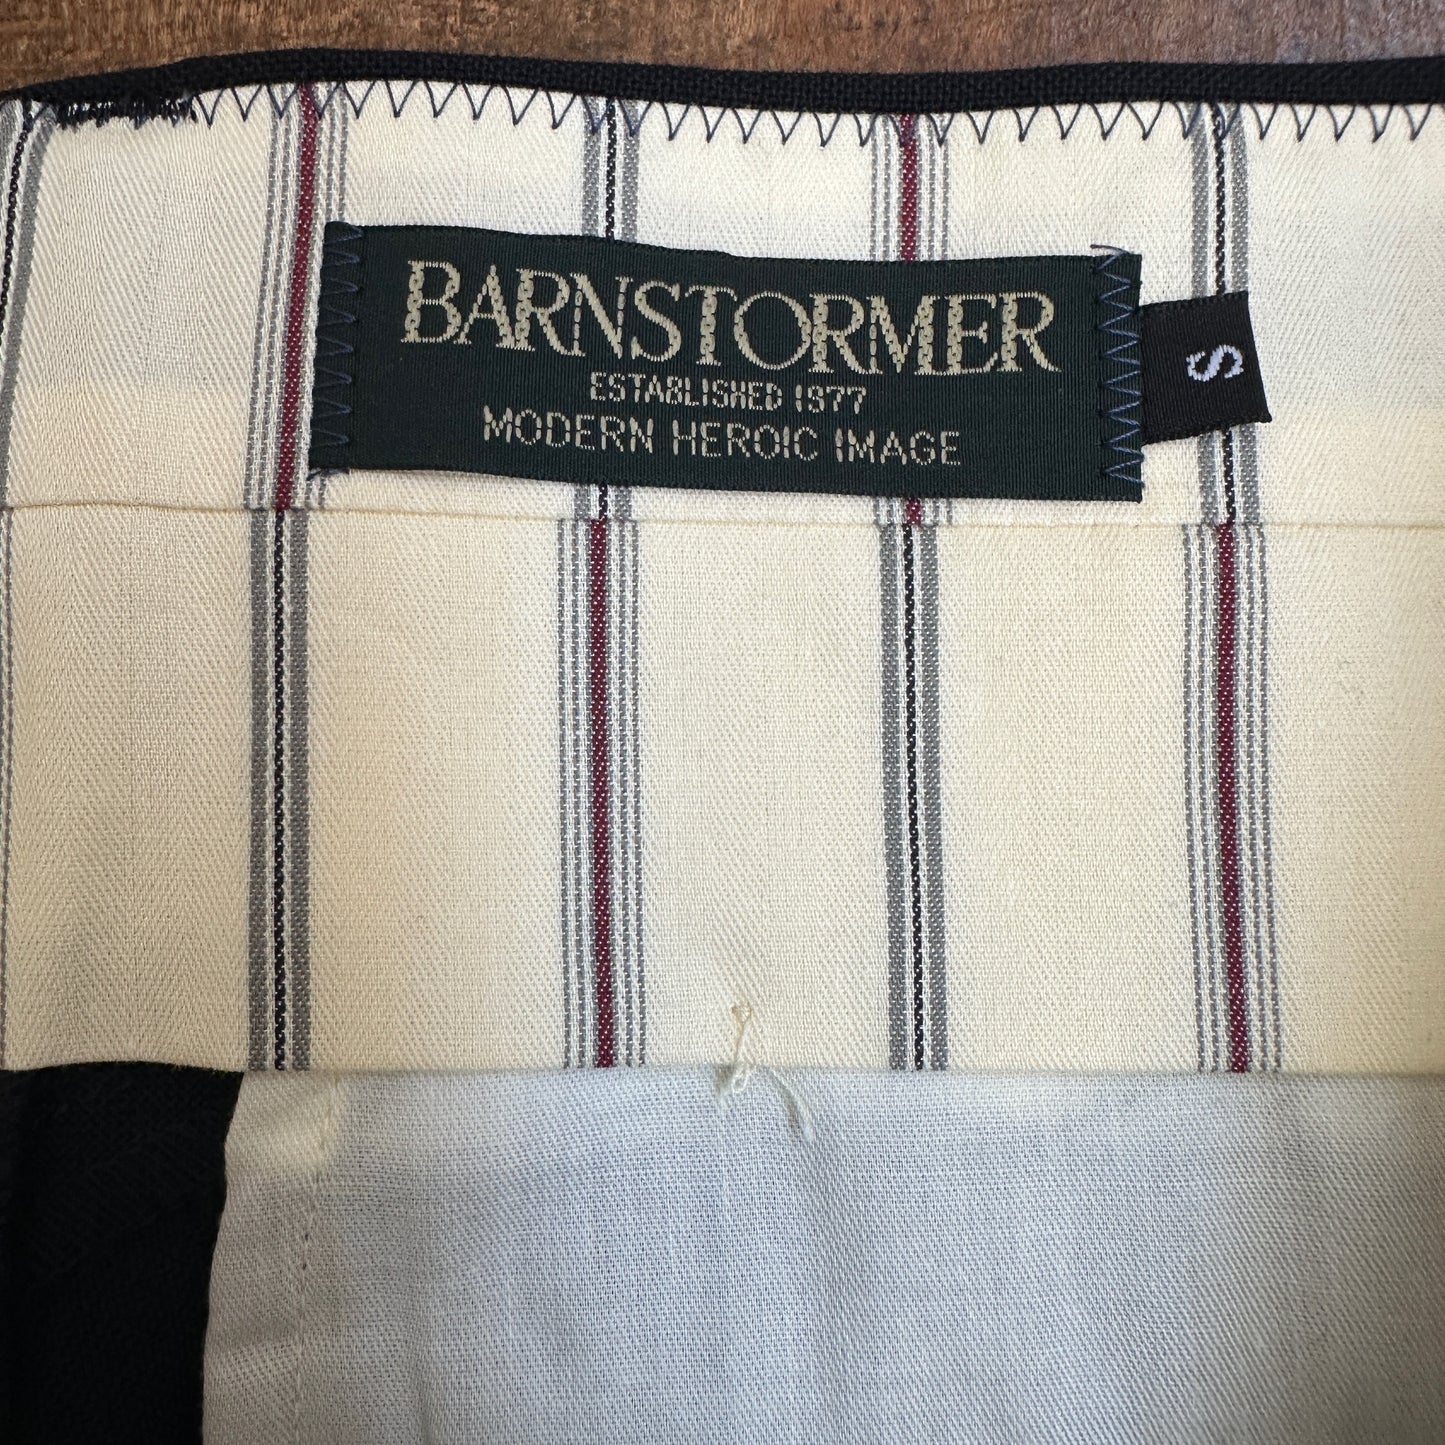 BARNSTORMER
ESTABLISHED 1977
MODERN HEROIC IMAGE
S